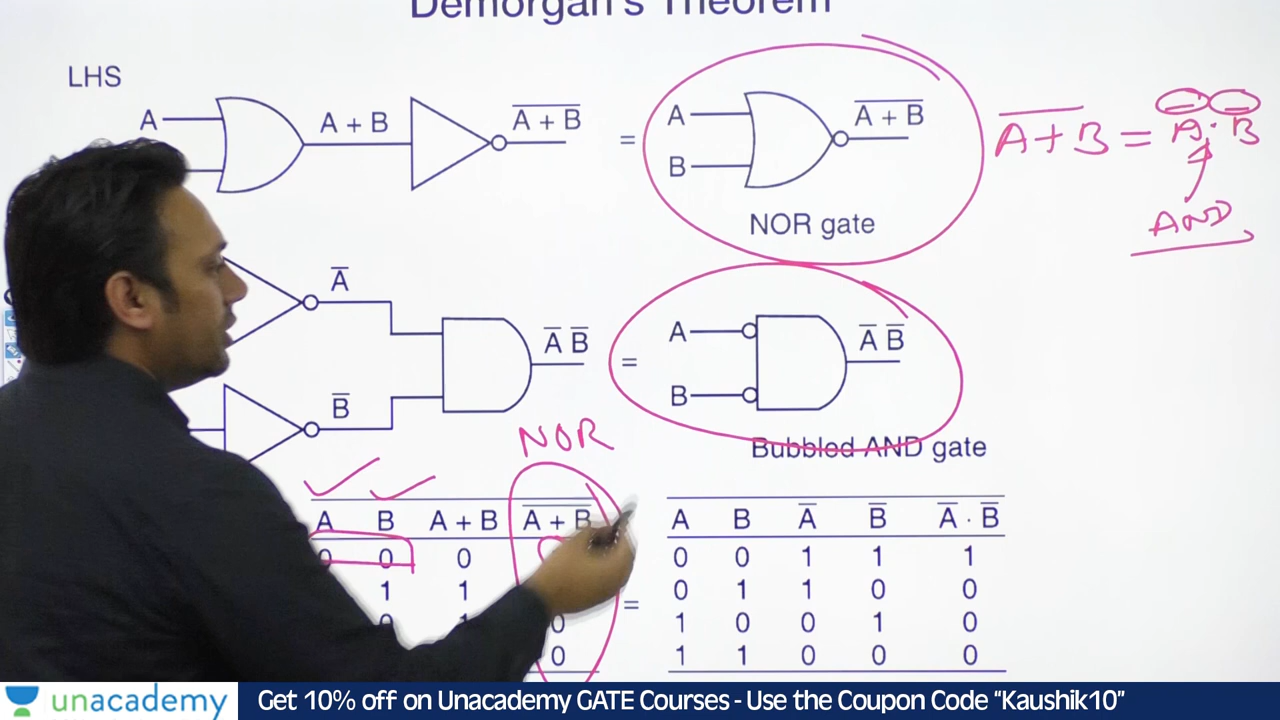 Demorgan's Theorem
LHS
A
A + B
A̅ ̅+̅ ̅B̅
=
A
B
A̅ ̅+̅ ̅B̅
NOR gate
A̅ ̅+̅ ̅B̅ = A̅ · B̅
AND
A̅
B̅
A̅ B̅
=
A
B
A̅ B̅
Bubbled AND gate
NOR
A B A + B A̅ ̅+̅ ̅B̅
0 0 0
1 1
0 1 0
0
=
A B A̅ B̅ A̅ · B̅
0 0 1 1 1
0 1 1 0 0
1 0 0 1 0
1 1 0 0 0
unacademy
Get 10% off on Unacademy GATE Courses - Use the Coupon Code "Kaushik10"